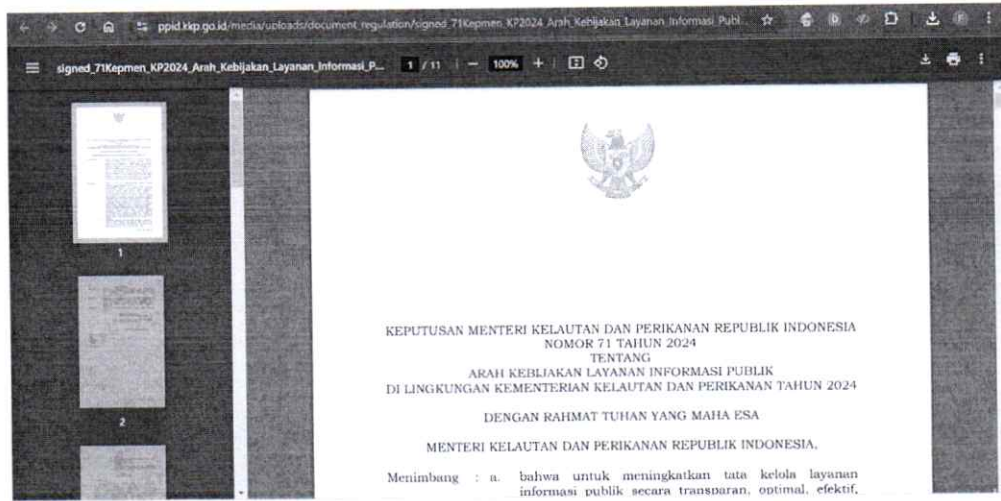 ppid.kkp.go.id/media/uploads/document_regulation/signed_71Kepmen_KP2024_Arah_Kebijakan_Layanan_Informasi_Publ...
signed_71Kepmen_KP2024_Arah_Kebijakan_Layanan_Informasi_P...
1 / 11
100%
1
2
KEPUTUSAN MENTERI KELAUTAN DAN PERIKANAN REPUBLIK INDONESIA
NOMOR 71 TAHUN 2024
TENTANG
ARAH KEBIJAKAN LAYANAN INFORMASI PUBLIK
DI LINGKUNGAN KEMENTERIAN KELAUTAN DAN PERIKANAN TAHUN 2024
DENGAN RAHMAT TUHAN YANG MAHA ESA
MENTERI KELAUTAN DAN PERIKANAN REPUBLIK INDONESIA,
Menimbang : a. bahwa untuk meningkatkan tata kelola layanan
informasi publik secara transparan, optimal, efektif,